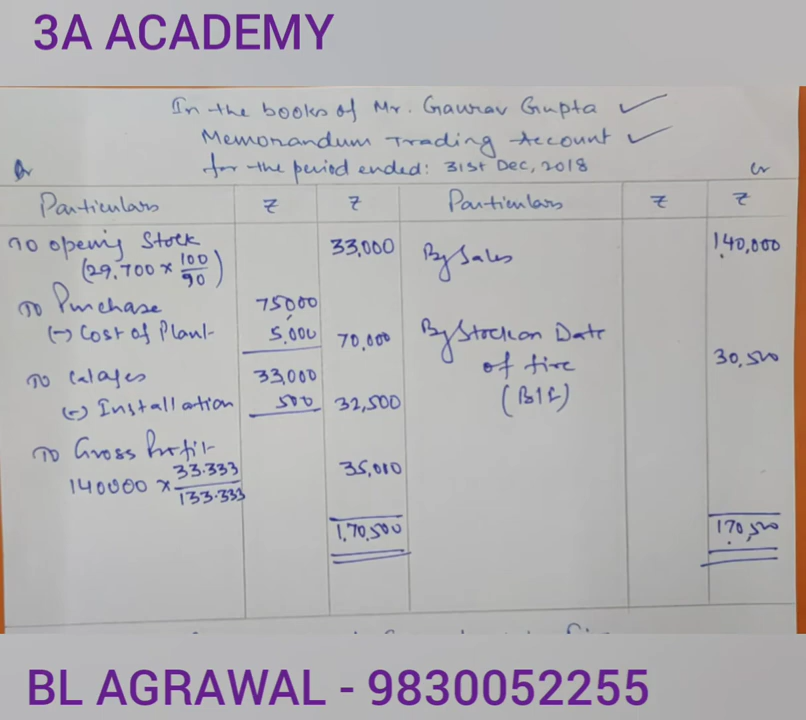 3A ACADEMY
In the books of Mr. Gaurav Gupta ✓
Memorandum Trading Account ✓
Dr for the period ended: 31st Dec, 2018 Cr
Particulars ₹ ₹ Particulars ₹ ₹
To Opening Stock 33,000 By Sales 1,40,000
(29,700 × 100/90)
To Purchase 75000
(-) Cost of Plant 5,000 70,000 By Stock on Date
of fire 30,500
To Wages 33,000
(-) Installation 500 32,500 (B/f)
To Gross Profit
140000 × 33.333/133.333 35,000
1,70,500 1,70,500
BL AGRAWAL - 9830052255